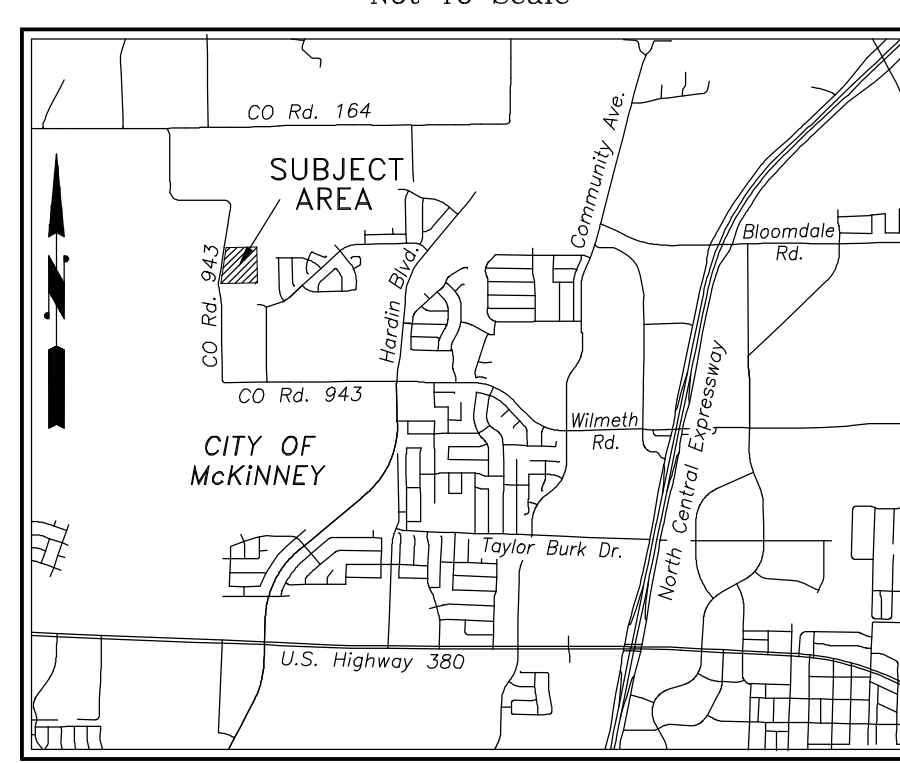 Not To Scale
CO Rd. 164
SUBJECT
AREA
Community Ave.
Bloomdale
Rd.
CO Rd. 943
Hardin Blvd.
N
CO Rd. 943
Wilmeth
Rd.
CITY OF
McKiNNEY
North Central Expressway
Taylor Burk Dr.
U.S. Highway 380